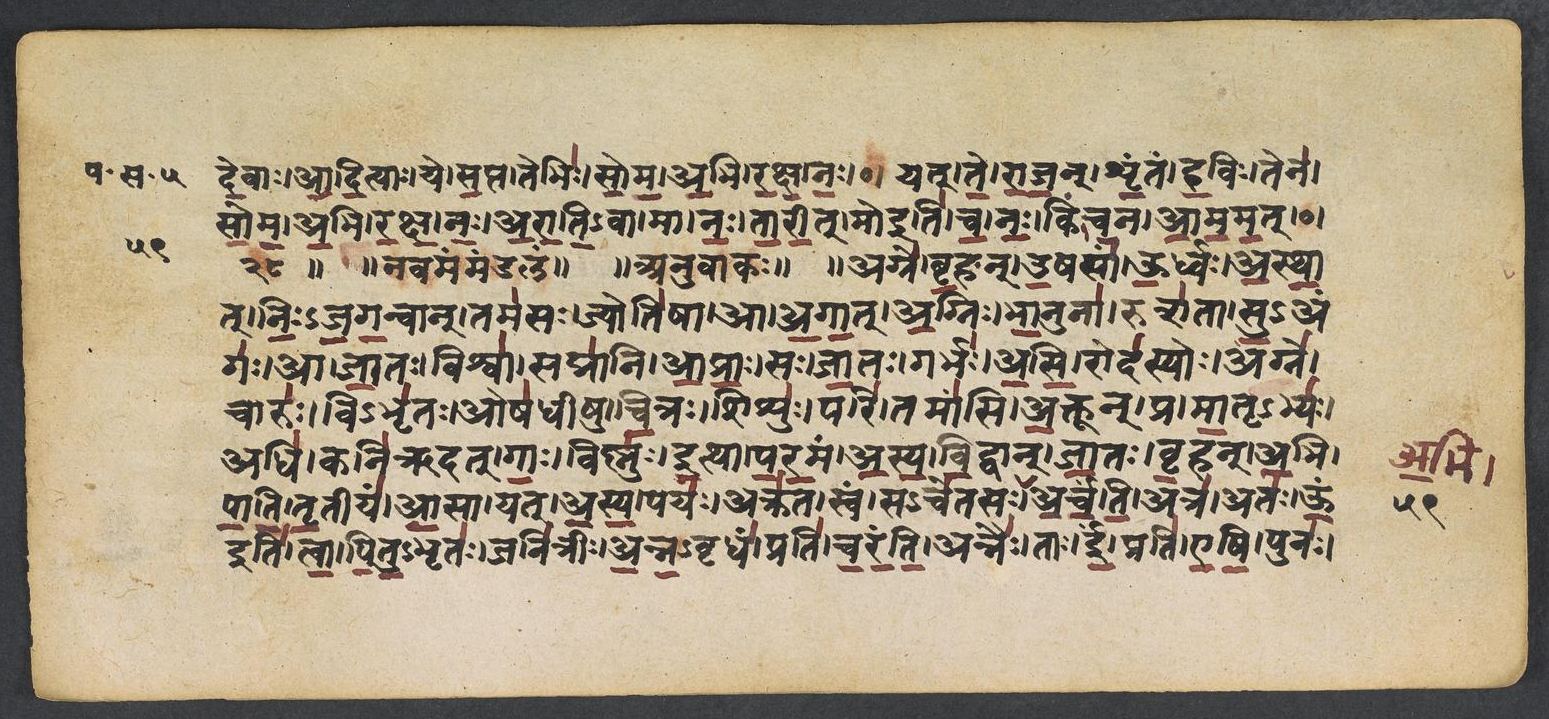 प॰ स॰ ५
देवाः।आदित्याः।ये।सप्त।तेभिः।सोम।अभि।रक्ष।नः।०। यत्।ते।राजन्।शृतं।हविः।तेन।
सोम।अभि।रक्ष।नः।अरातिऽवा।मा।नः।तारीत्।मो इति।च।नः।किं।चन।आममत्।०।
५९
२८ ॥ ॥नवमंमंडलं॥ ॥अनुवाकः॥ ॥अग्रे।बृहन्।उषसां।ऊर्ध्वः।अस्था
त्।निःऽजगन्वान्।तमसः।ज्योतिषा।आ।अगात्।अग्निः।भानुना।रुशता।सुऽअं
गः।आ।जातः।विश्वा।सद्मानि।अप्राः।सः।जातः।गर्भः।असि।रोदस्योः।अग्ने।
चारुः।विऽभृतः।ओषधीषु।चित्रः।शिशुः।परि।तमांसि।अक्तून्।प्र।मातृऽभ्यः।
अधि।कनिक्रदत्।गाः।विष्णुः।इत्था।परमं।अस्य।विद्वान्।जातः।बृहन्।अभि।
अभि।
पाति।तृतीयं।आसा।यत्।अस्य।पयः।अक्रत।स्वं।सऽचेतसः।अर्चंति।अत्र।अतः।ऊं
५९
इति।त्वा।पितुऽभृतः।जनित्रीः।अन्नऽवृधं।प्रति।चरंति।अन्नैः।ताः।ईं।प्रति।एषि।पुनः।